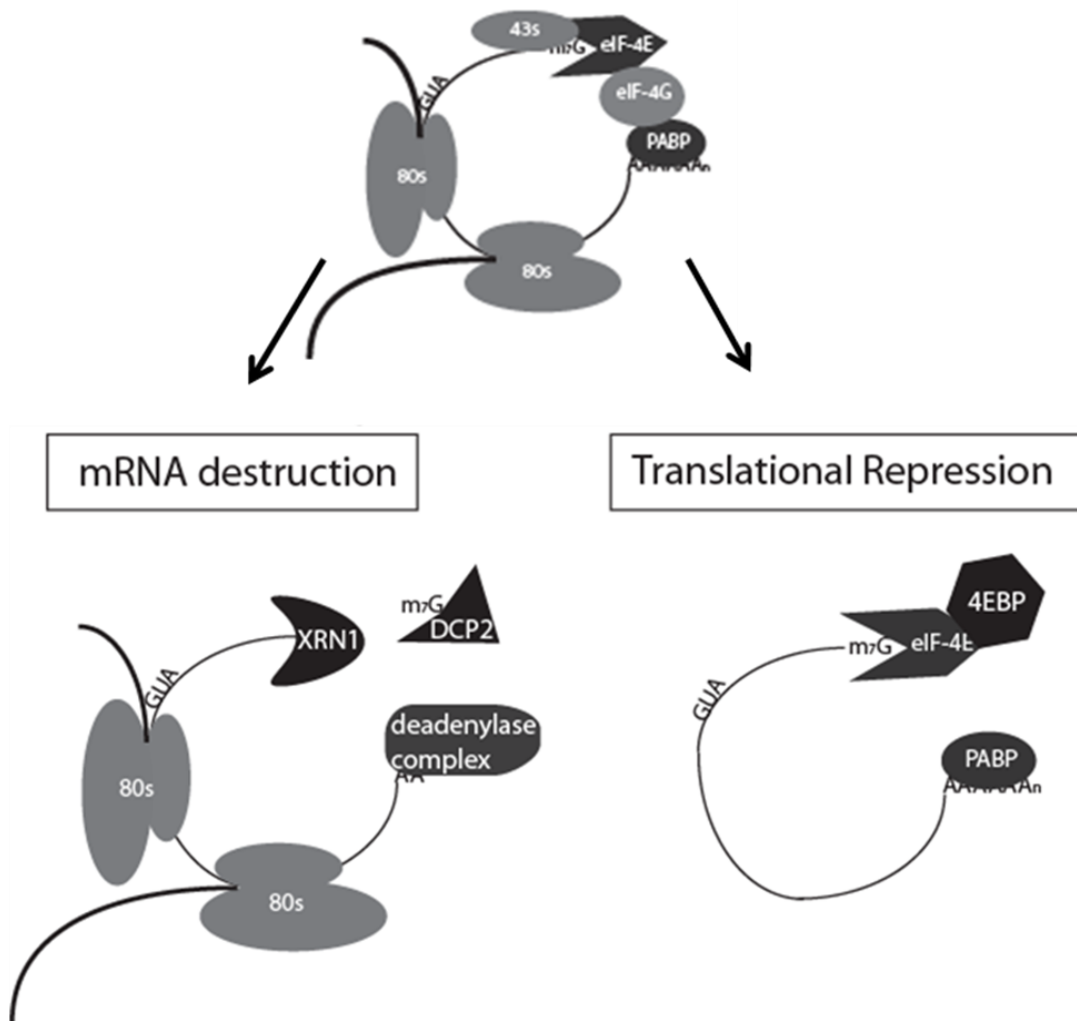 43s
m₇G
eIF-4E
GUA
eIF-4G
PABP
AAAAAAₙ
80s
80s
mRNA destruction
Translational Repression
XRN1
m₇G
DCP2
GUA
deadenylase
complex
AA
80s
80s
4EBP
m₇G
eIF-4E
GUA
PABP
AAAAAAₙ